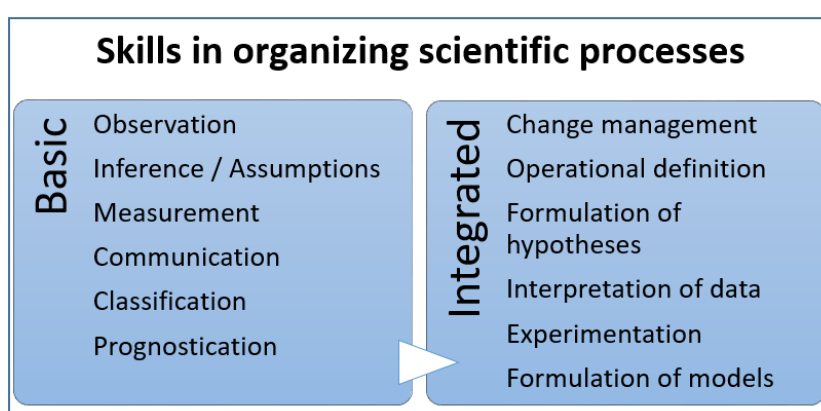 Skills in organizing scientific processes
Basic
Observation
Inference / Assumptions
Measurement
Communication
Classification
Prognostication
Integrated
Change management
Operational definition
Formulation of
hypotheses
Interpretation of data
Experimentation
Formulation of models